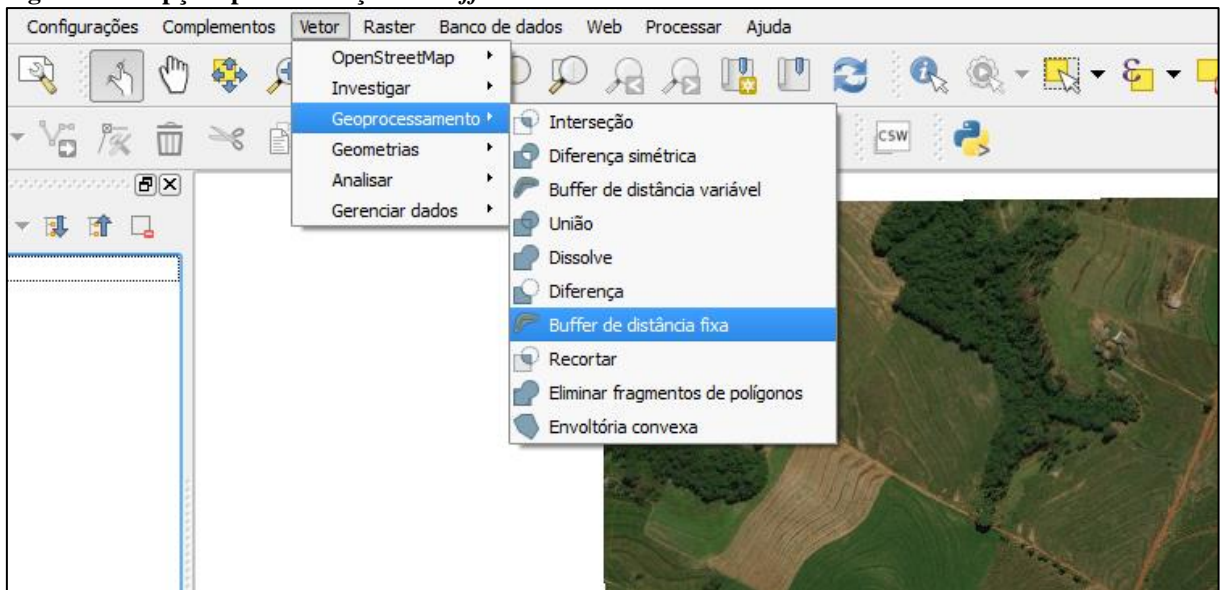 Configurações Complementos Vetor Raster Banco de dados Web Processar Ajuda
OpenStreetMap
Investigar
Geoprocessamento
Geometrias
Analisar
Gerenciar dados
Interseção
Diferença simétrica
Buffer de distância variável
União
Dissolve
Diferença
Buffer de distância fixa
Recortar
Eliminar fragmentos de polígonos
Envoltória convexa
CSW